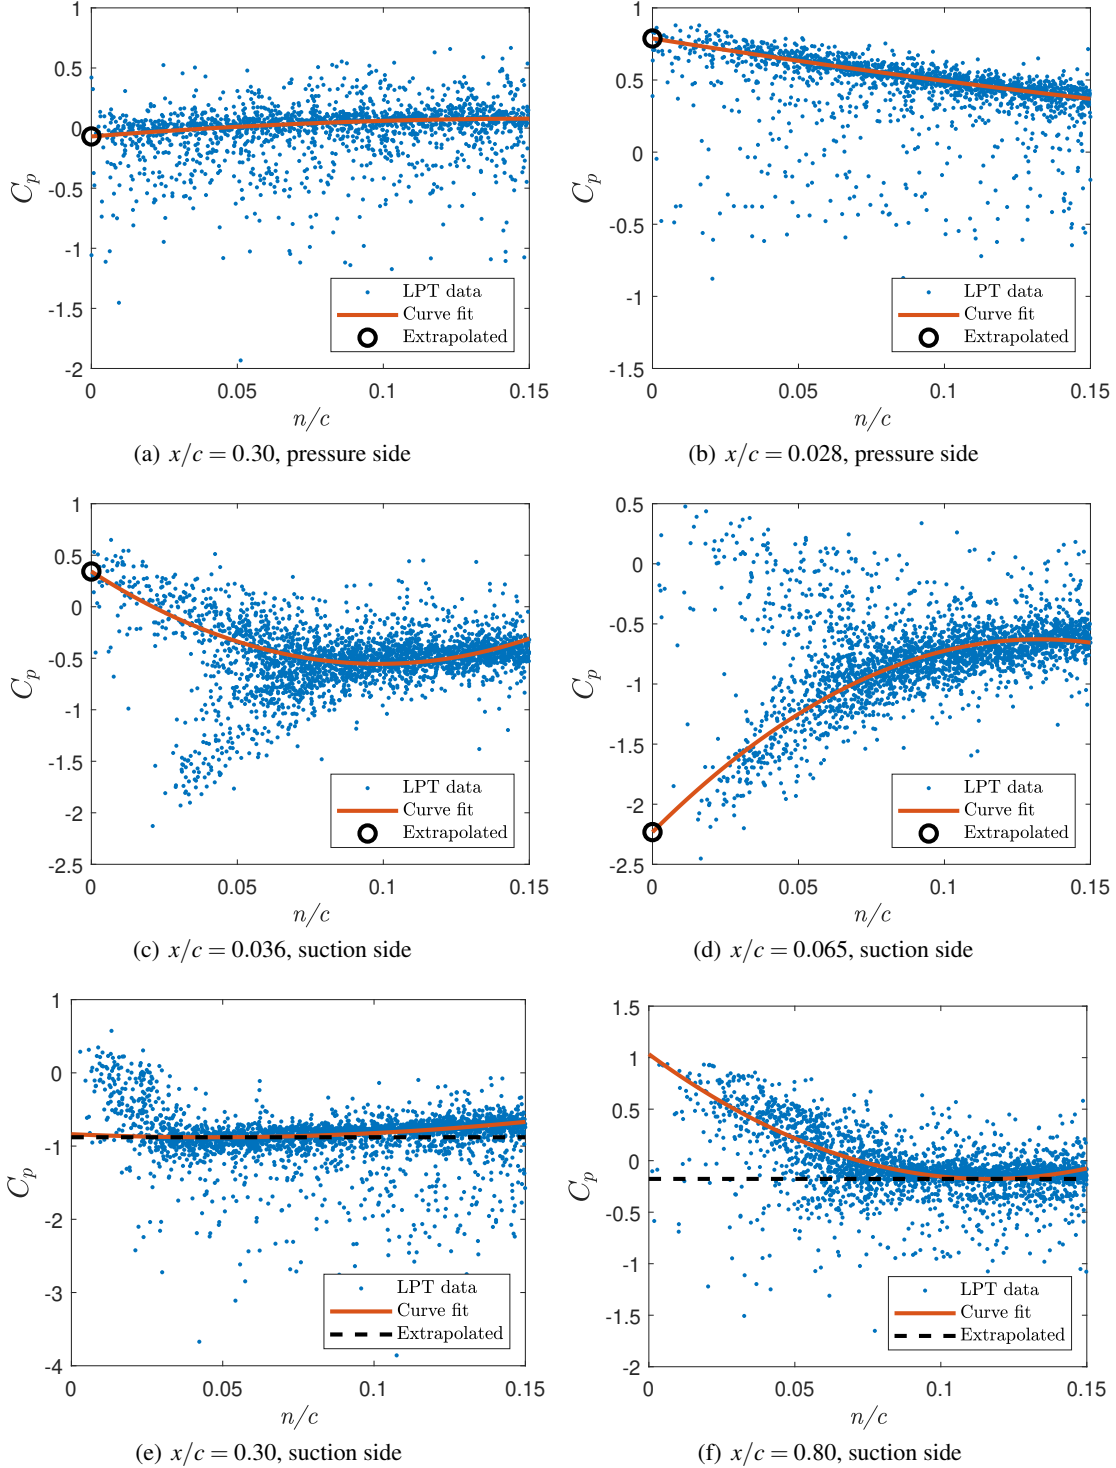 1
0.5
0
-0.5
-1
-1.5
-2
C_p
0 0.05 0.1 0.15
n/c
LPT data
Curve fit
Extrapolated
(a) x/c = 0.30, pressure side
1
0.5
0
-0.5
-1
-1.5
C_p
0 0.05 0.1 0.15
n/c
LPT data
Curve fit
Extrapolated
(b) x/c = 0.028, pressure side
1
0.5
0
-0.5
-1
-1.5
-2
-2.5
C_p
0 0.05 0.1 0.15
n/c
LPT data
Curve fit
Extrapolated
(c) x/c = 0.036, suction side
0.5
0
-0.5
-1
-1.5
-2
-2.5
C_p
0 0.05 0.1 0.15
n/c
LPT data
Curve fit
Extrapolated
(d) x/c = 0.065, suction side
1
0
-1
-2
-3
-4
C_p
0 0.05 0.1 0.15
n/c
LPT data
Curve fit
Extrapolated
(e) x/c = 0.30, suction side
1.5
1
0.5
0
-0.5
-1
-1.5
-2
C_p
0 0.05 0.1 0.15
n/c
LPT data
Curve fit
Extrapolated
(f) x/c = 0.80, suction side